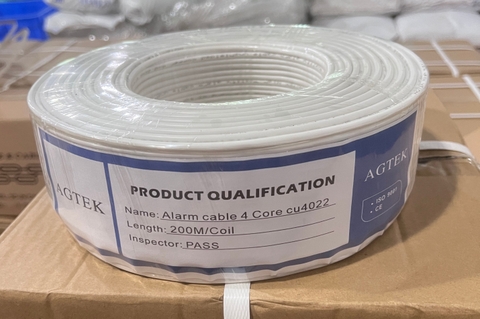 AGTEK
PRODUCT QUALIFICATION
Name: Alarm cable 4 Core cu4022
Length: 200M/Coil
Inspector: PASS
AGTEK
• ISO 9001
• CE